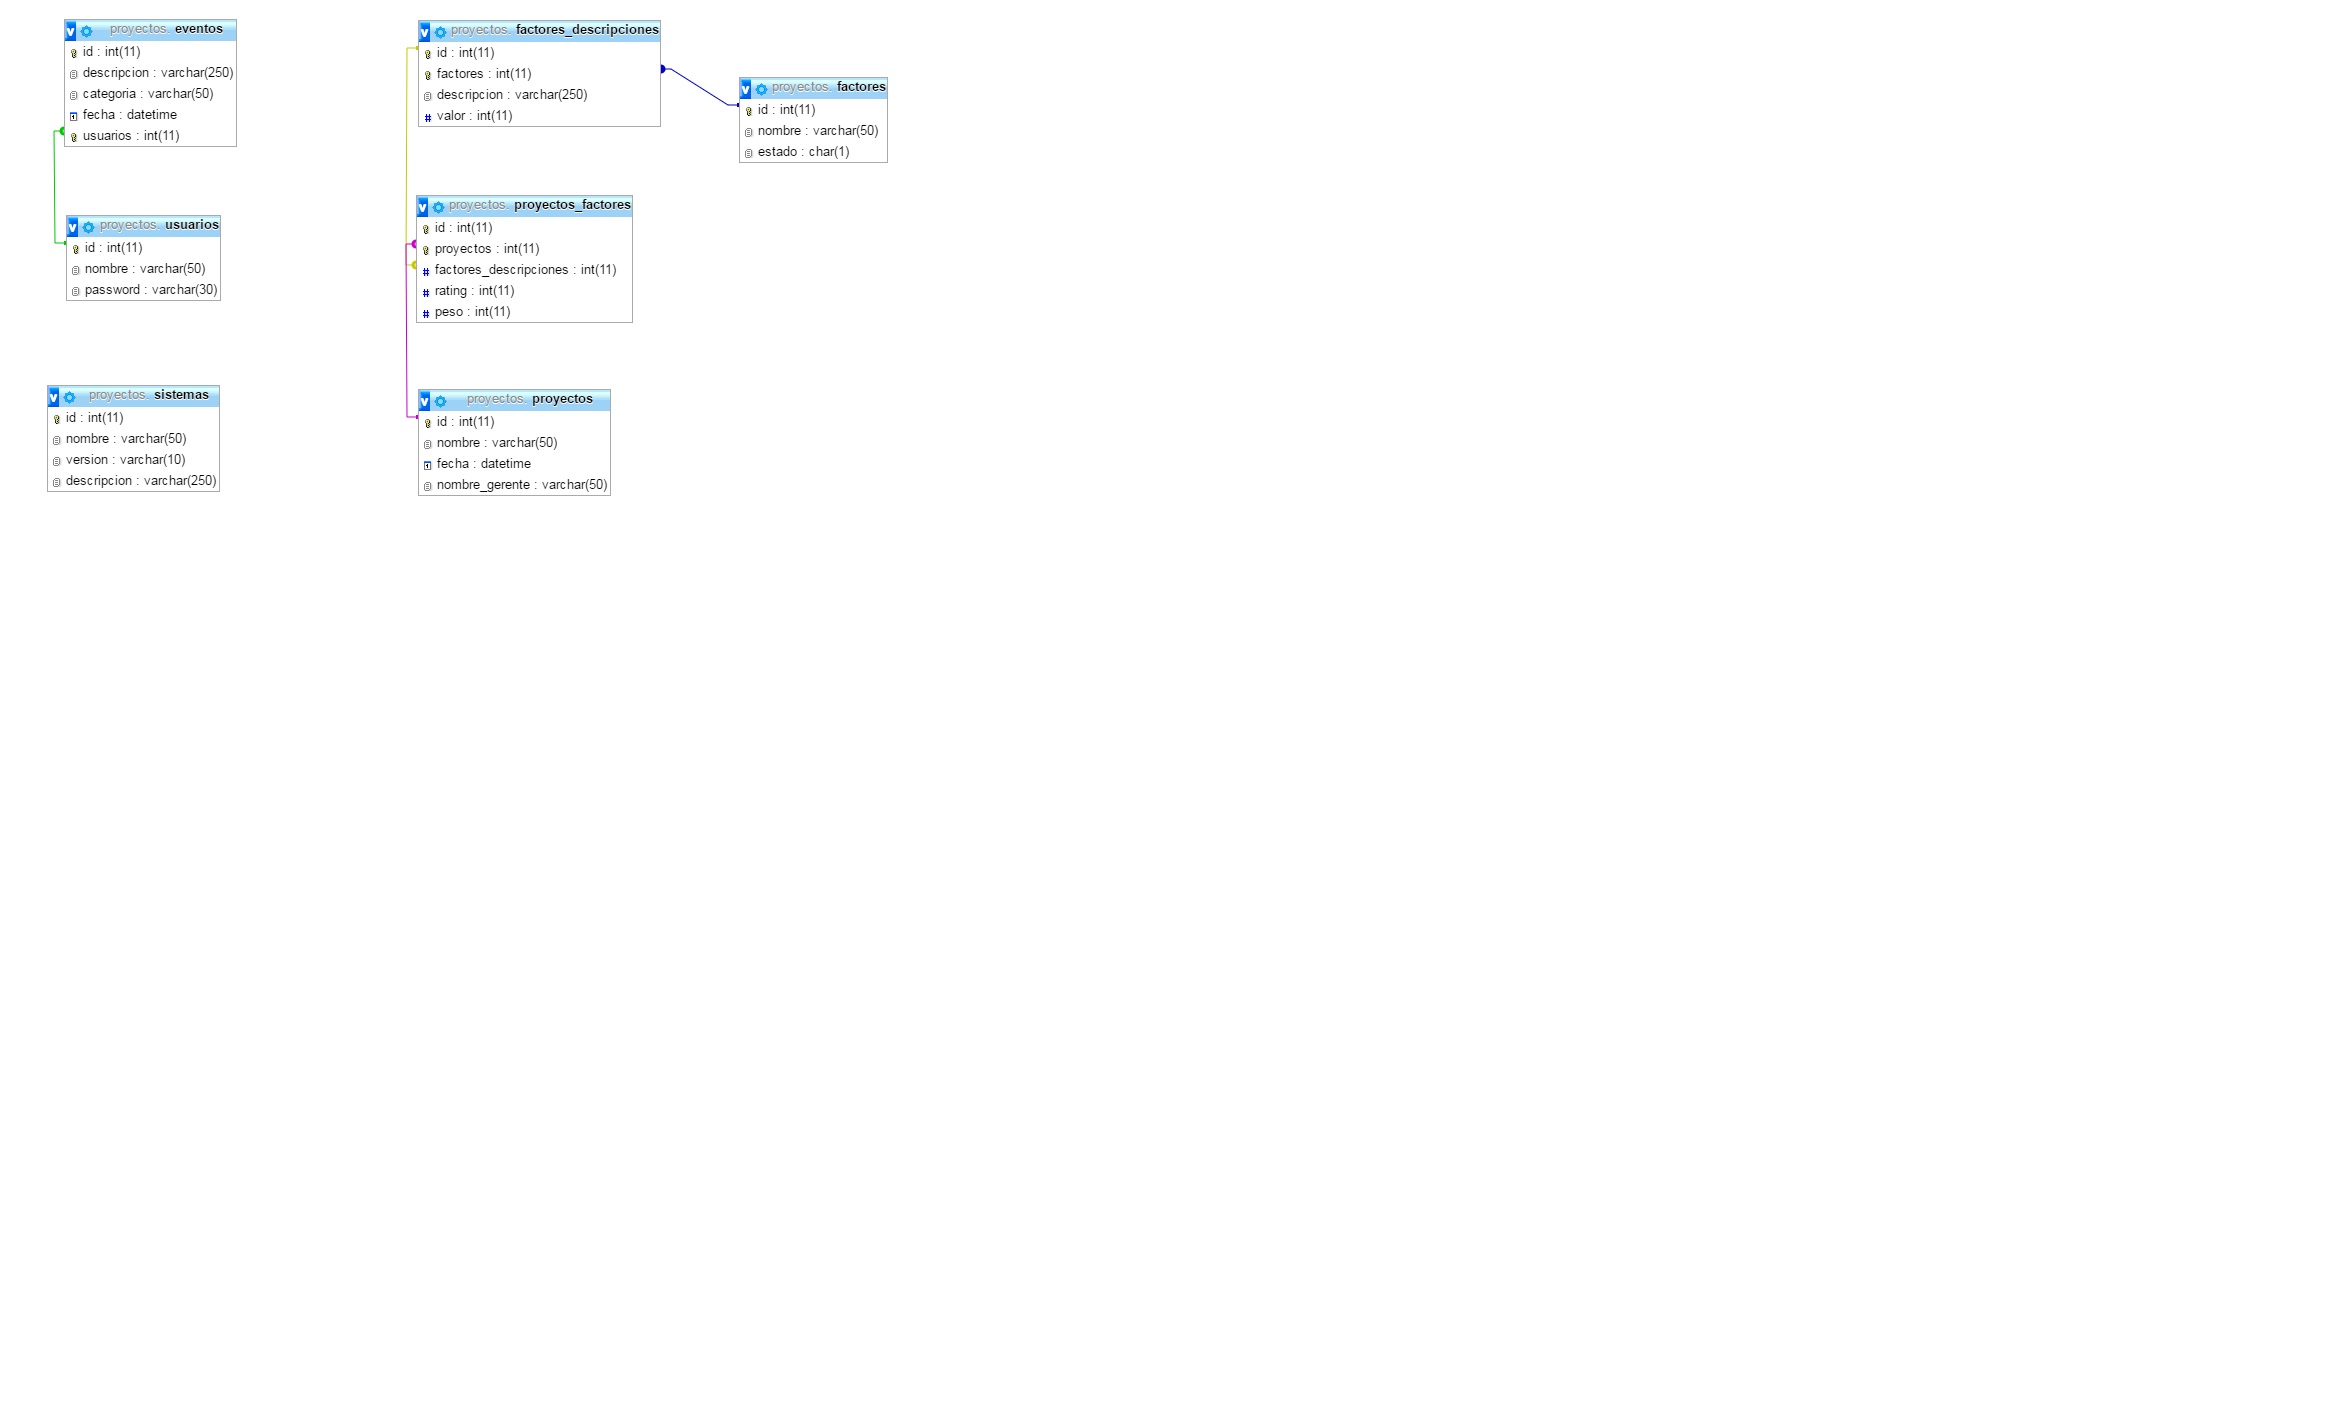 v proyectos. eventos
id : int(11)
descripcion : varchar(250)
categoria : varchar(50)
fecha : datetime
usuarios : int(11)
v proyectos. usuarios
id : int(11)
nombre : varchar(50)
password : varchar(30)
v proyectos. sistemas
id : int(11)
nombre : varchar(50)
version : varchar(10)
descripcion : varchar(250)
v proyectos. factores_descripciones
id : int(11)
factores : int(11)
descripcion : varchar(250)
# valor : int(11)
v proyectos. proyectos_factores
id : int(11)
proyectos : int(11)
# factores_descripciones : int(11)
# rating : int(11)
# peso : int(11)
v proyectos. proyectos
id : int(11)
nombre : varchar(50)
fecha : datetime
nombre_gerente : varchar(50)
v proyectos. factores
id : int(11)
nombre : varchar(50)
estado : char(1)